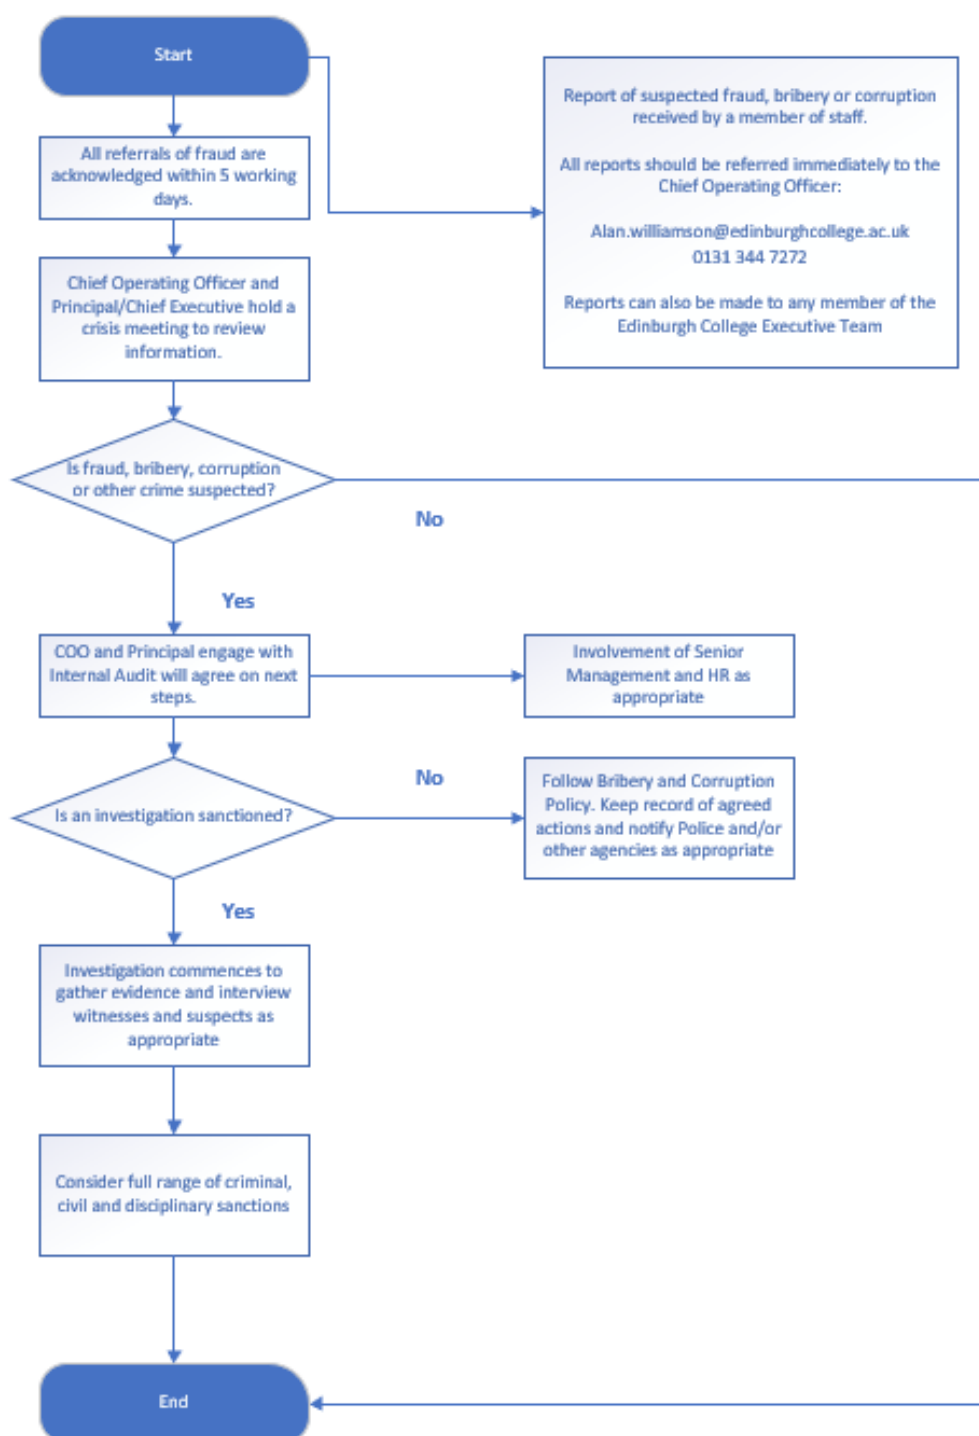 Start
Report of suspected fraud, bribery or corruption
received by a member of staff.
All reports should be referred immediately to the
Chief Operating Officer:
Alan.williamson@edinburghcollege.ac.uk
0131 344 7272
Reports can also be made to any member of the
Edinburgh College Executive Team
All referrals of fraud are
acknowledged within 5 working
days.
Chief Operating Officer and
Principal/Chief Executive hold a
crisis meeting to review
information.
Is fraud, bribery, corruption
or other crime suspected?
No
Yes
COO and Principal engage with
Internal Audit will agree on next
steps.
Involvement of Senior
Management and HR as
appropriate
Is an investigation sanctioned?
No
Follow Bribery and Corruption
Policy. Keep record of agreed
actions and notify Police and/or
other agencies as appropriate
Yes
Investigation commences to
gather evidence and interview
witnesses and suspects as
appropriate
Consider full range of criminal,
civil and disciplinary sanctions
End